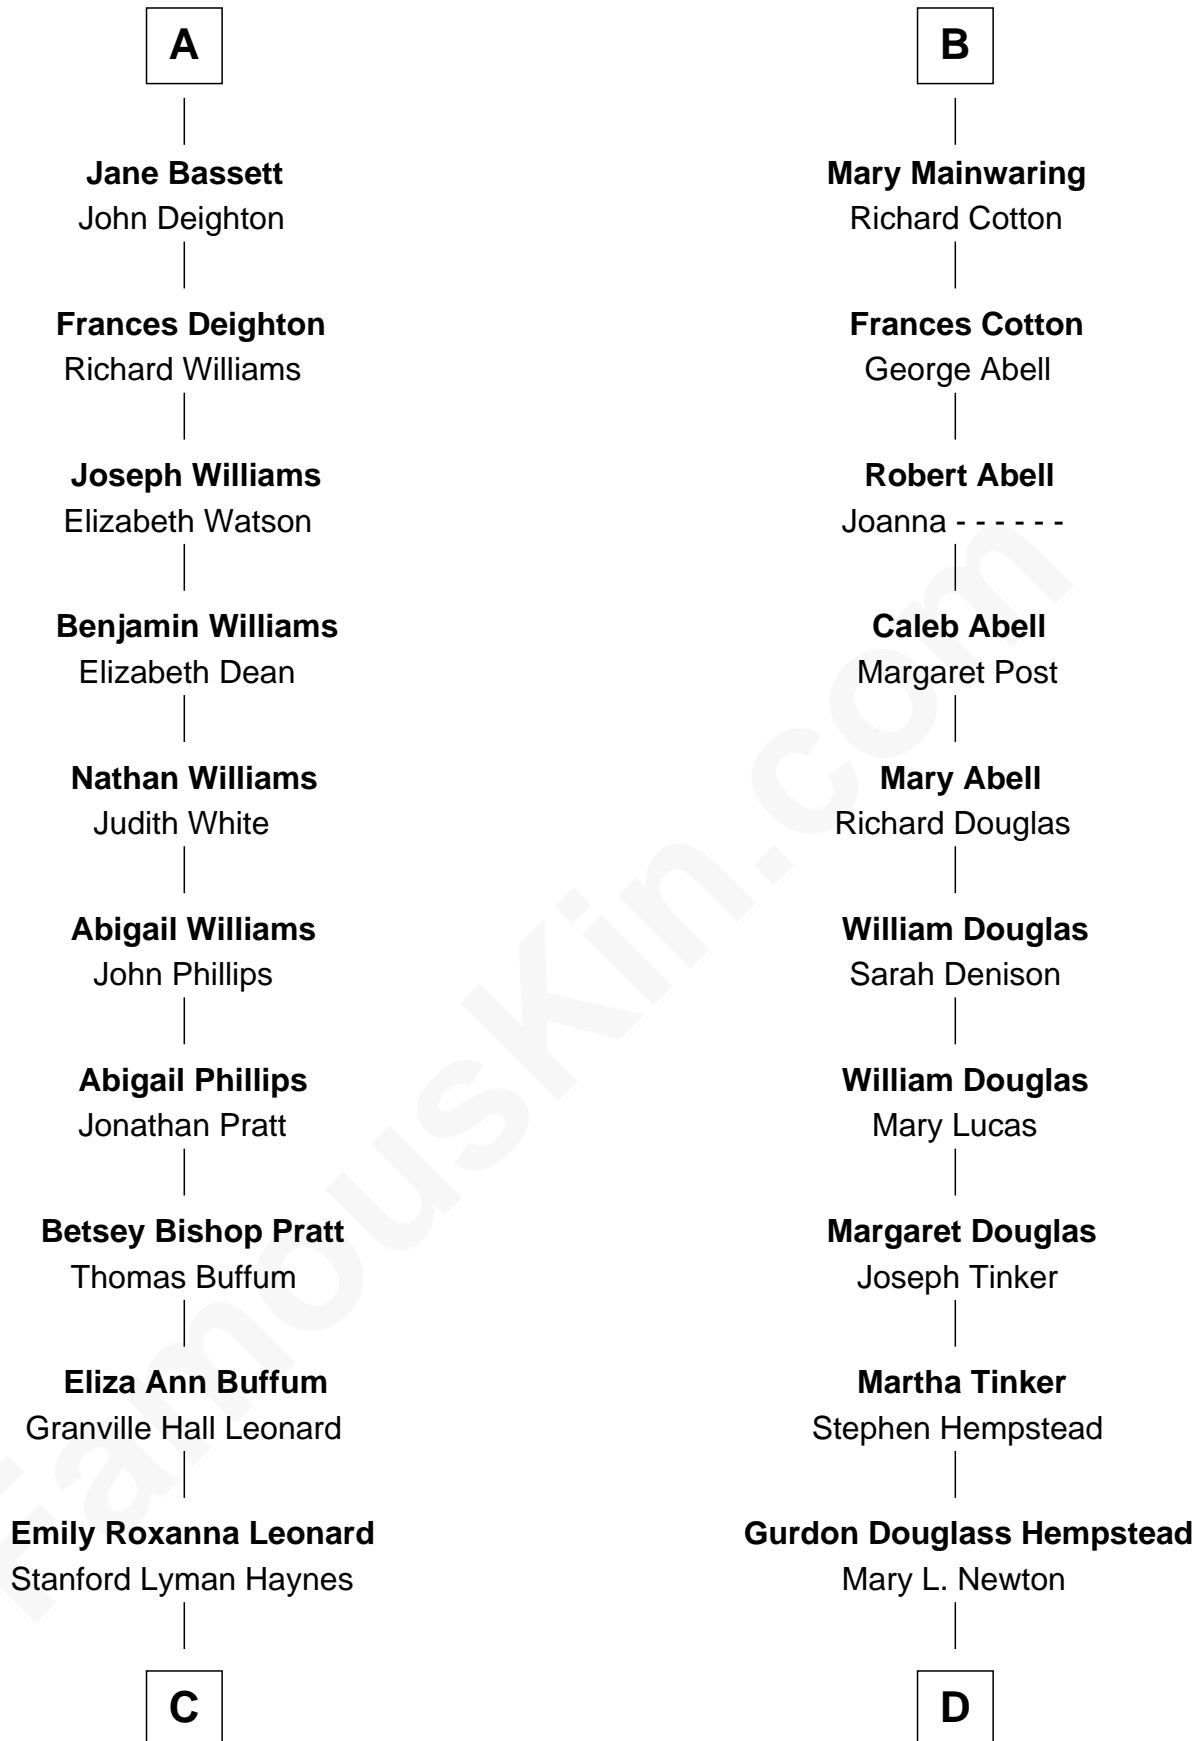 A
Jane Bassett
John Deighton
Frances Deighton
Richard Williams
Joseph Williams
Elizabeth Watson
Benjamin Williams
Elizabeth Dean
Nathan Williams
Judith White
Abigail Williams
John Phillips
Abigail Phillips
Jonathan Pratt
Betsey Bishop Pratt
Thomas Buffum
Eliza Ann Buffum
Granville Hall Leonard
Emily Roxanna Leonard
Stanford Lyman Haynes
C
B
Mary Mainwaring
Richard Cotton
Frances Cotton
George Abell
Robert Abell
Joanna - - - - - -
Caleb Abell
Margaret Post
Mary Abell
Richard Douglas
William Douglas
Sarah Denison
William Douglas
Mary Lucas
Margaret Douglas
Joseph Tinker
Martha Tinker
Stephen Hempstead
Gurdon Douglass Hempstead
Mary L. Newton
D
FamousKin.com